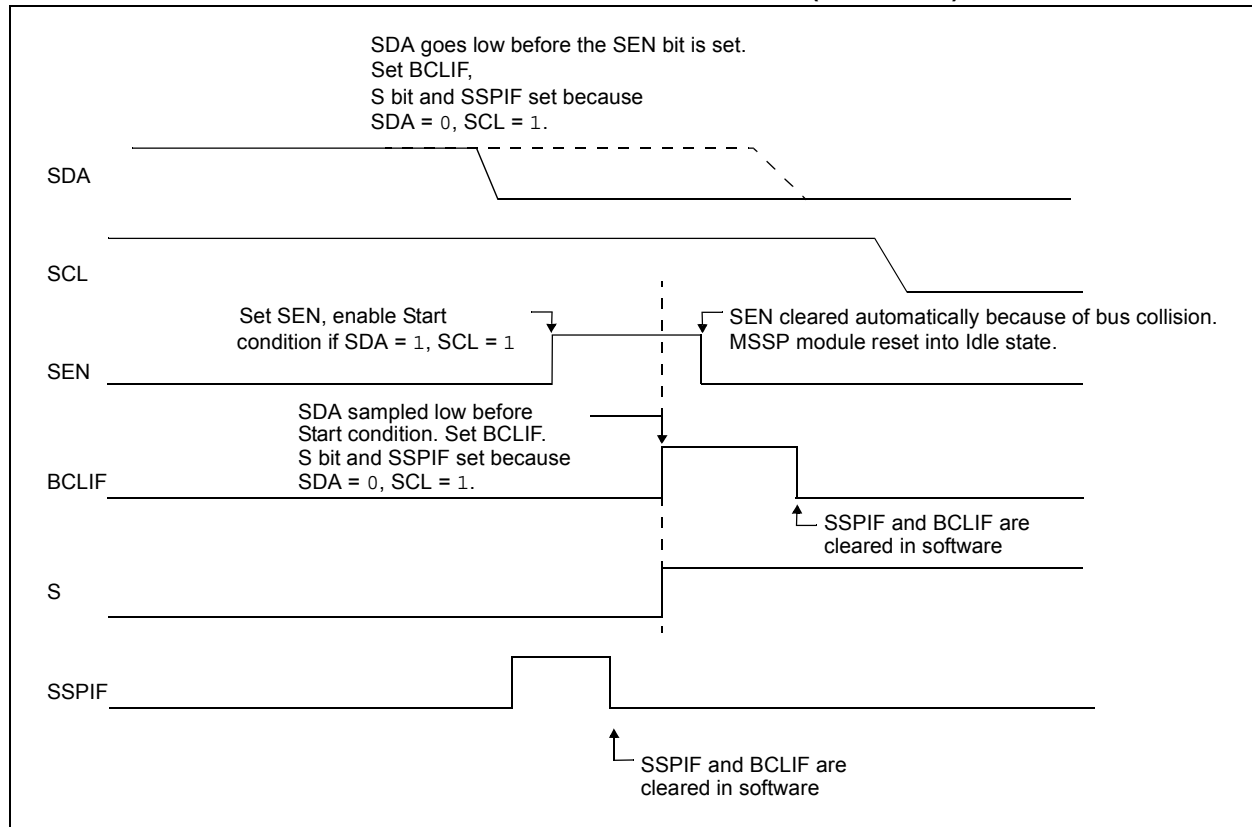 SDA goes low before the SEN bit is set.
Set BCLIF,
S bit and SSPIF set because
SDA = 0, SCL = 1.
SDA
SCL
Set SEN, enable Start
condition if SDA = 1, SCL = 1
SEN cleared automatically because of bus collision.
MSSP module reset into Idle state.
SEN
SDA sampled low before
Start condition. Set BCLIF.
S bit and SSPIF set because
SDA = 0, SCL = 1.
BCLIF
SSPIF and BCLIF are
cleared in software
S
SSPIF
SSPIF and BCLIF are
cleared in software